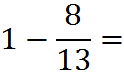 1 − 8/13 =